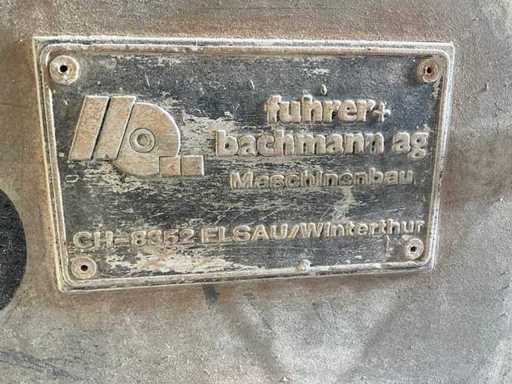 fuhrer+
bachmann ag
Maschinenbau
CH-8352 ELSAU/Winterthur